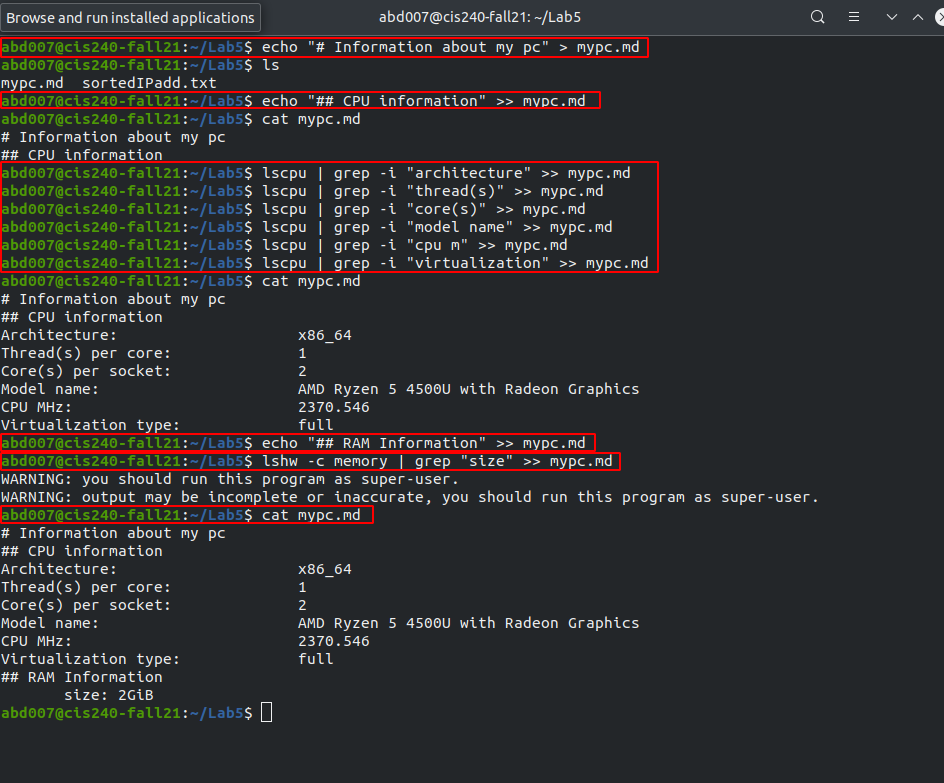 Browse and run installed applications
abd007@cis240-fall21: ~/Lab5
abd007@cis240-fall21:~/Lab5$ echo "# Information about my pc" > mypc.md
abd007@cis240-fall21:~/Lab5$ ls
mypc.md  sortedIPadd.txt
abd007@cis240-fall21:~/Lab5$ echo "## CPU information" >> mypc.md
abd007@cis240-fall21:~/Lab5$ cat mypc.md
# Information about my pc
## CPU information
abd007@cis240-fall21:~/Lab5$ lscpu | grep -i "architecture" >> mypc.md
abd007@cis240-fall21:~/Lab5$ lscpu | grep -i "thread(s)" >> mypc.md
abd007@cis240-fall21:~/Lab5$ lscpu | grep -i "core(s)" >> mypc.md
abd007@cis240-fall21:~/Lab5$ lscpu | grep -i "model name" >> mypc.md
abd007@cis240-fall21:~/Lab5$ lscpu | grep -i "cpu m" >> mypc.md
abd007@cis240-fall21:~/Lab5$ lscpu | grep -i "virtualization" >> mypc.md
abd007@cis240-fall21:~/Lab5$ cat mypc.md
# Information about my pc
## CPU information
Architecture:                    x86_64
Thread(s) per core:              1
Core(s) per socket:              2
Model name:                      AMD Ryzen 5 4500U with Radeon Graphics
CPU MHz:                         2370.546
Virtualization type:             full
abd007@cis240-fall21:~/Lab5$ echo "## RAM Information" >> mypc.md
abd007@cis240-fall21:~/Lab5$ lshw -c memory | grep "size" >> mypc.md
WARNING: you should run this program as super-user.
WARNING: output may be incomplete or inaccurate, you should run this program as super-user.
abd007@cis240-fall21:~/Lab5$ cat mypc.md
# Information about my pc
## CPU information
Architecture:                    x86_64
Thread(s) per core:              1
Core(s) per socket:              2
Model name:                      AMD Ryzen 5 4500U with Radeon Graphics
CPU MHz:                         2370.546
Virtualization type:             full
## RAM Information
       size: 2GiB
abd007@cis240-fall21:~/Lab5$